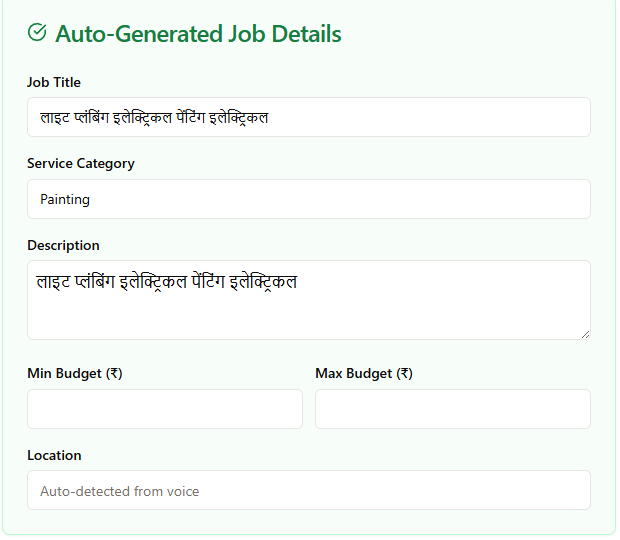 Auto-Generated Job Details
Job Title
लाइट प्लंबिंग इलेक्ट्रिकल पेंटिंग इलेक्ट्रिकल
Service Category
Painting
Description
लाइट प्लंबिंग इलेक्ट्रिकल पेंटिंग इलेक्ट्रिकल
Min Budget (₹) Max Budget (₹)
Location
Auto-detected from voice